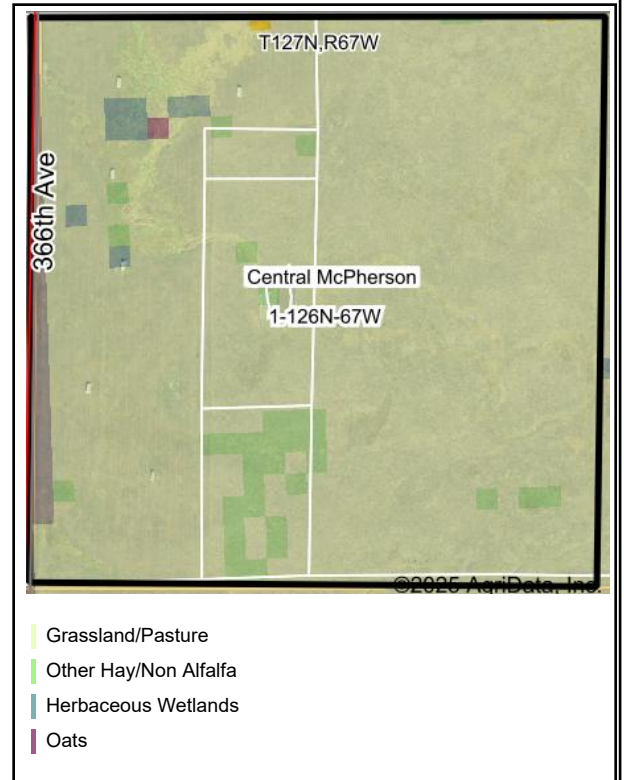 T127N,R67W
366th Ave
Central McPherson
1-126N-67W
©2025 AgriData, Inc.
Grassland/Pasture
Other Hay/Non Alfalfa
Herbaceous Wetlands
Oats